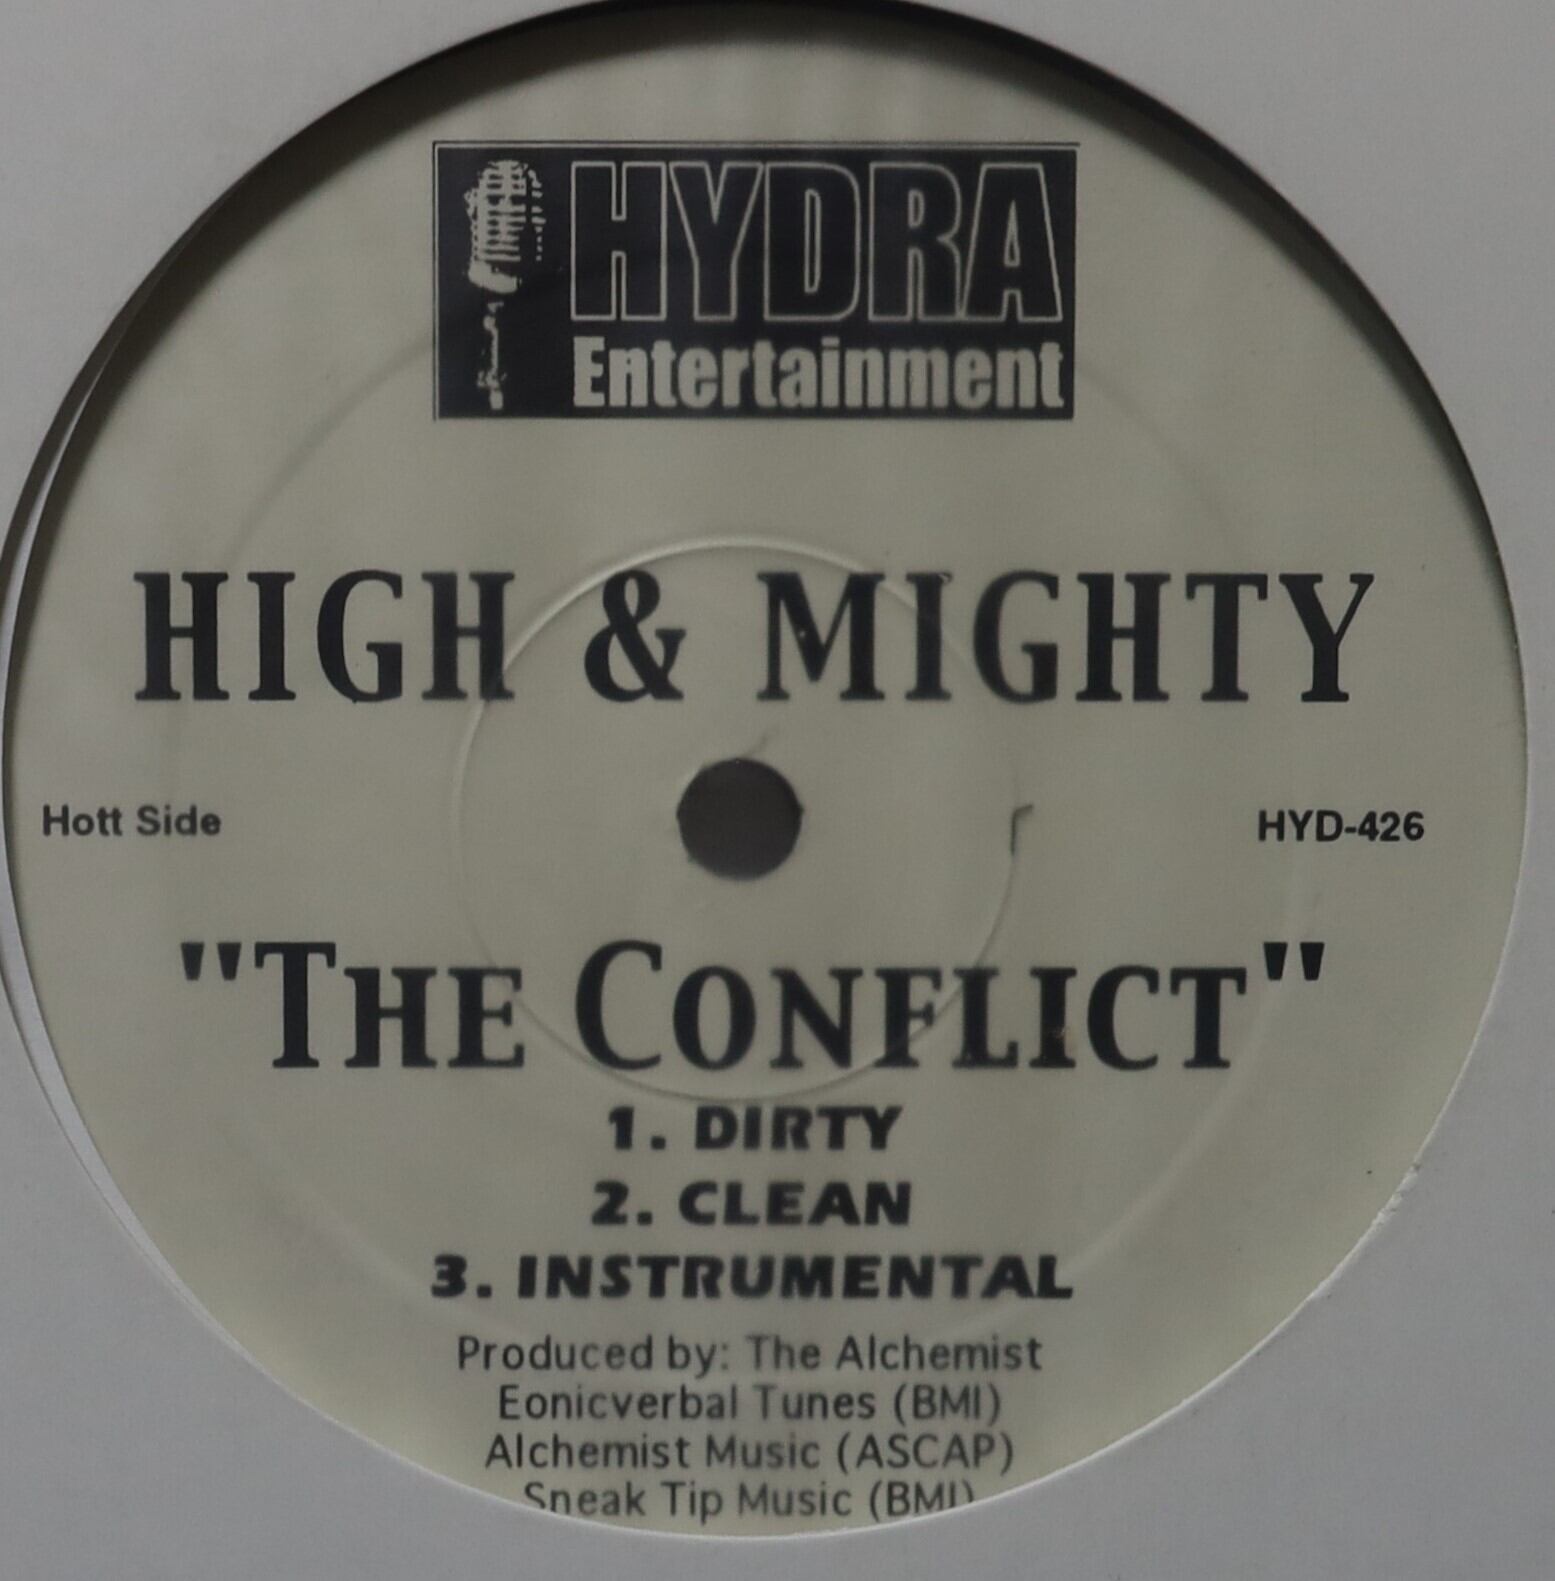 HYDRA
Entertainment
HIGH & MIGHTY
Hott Side
HYD-426
"THE CONFLICT"
1. DIRTY
2. CLEAN
3. INSTRUMENTAL
Produced by: The Alchemist
Eonicverbal Tunes (BMI)
Alchemist Music (ASCAP)
Sneak Tip Music (BMI)